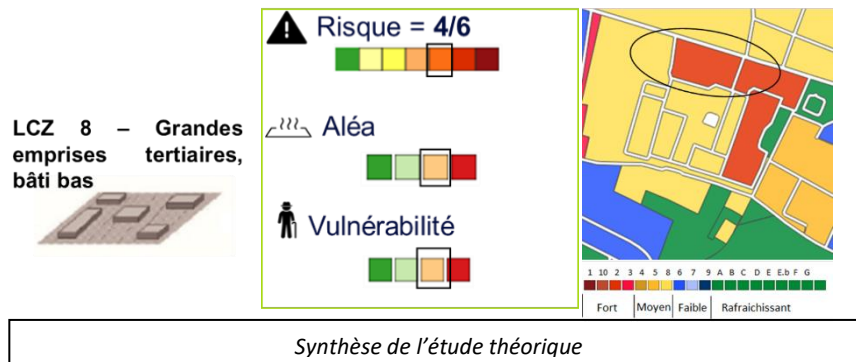 LCZ 8 – Grandes
emprises tertiaires,
bâti bas
Risque = 4/6
Aléa
Vulnérabilité
1 10 2 3 4 5 8 6 7 9 A B C D E E.b F G
Fort Moyen Faible Rafraichissant
Synthèse de l'étude théorique